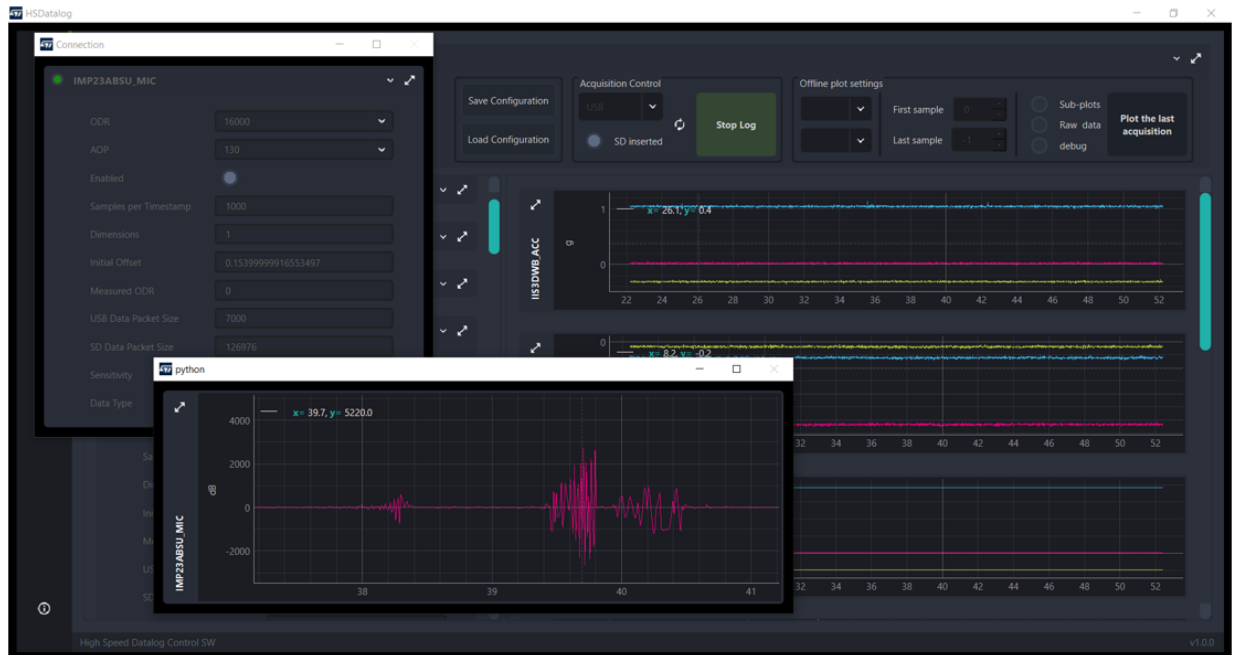 HSDatalog
Connection
IMP23ABSU_MIC
ODR 16000
AOP 130
Enabled
Samples per Timestamp 1000
Dimensions 1
Initial Offset 0.15399999916553497
Measured ODR 0
USB Data Packet Size 7000
SD Data Packet Size 126976
Sensitivity
Data Type
Save Configuration
Load Configuration
Acquisition Control
USB
SD inserted
Stop Log
Offline plot settings
First sample 0
Last sample -1
Sub-plots
Raw data
debug
Plot the last
acquisition
IIS3DWB_ACC
g
1
0
x= 26.1, y= 0.4
22 24 26 28 30 32 34 36 38 40 42 44 46 48 50 52
0
x= 8.2, y= -0.2
32 34 36 38 40 42 44 46 48 50 52
32 34 36 38 40 42 44 46 48 50 52
python
IMP23ABSU_MIC
dB
4000
2000
0
-2000
x= 39.7, y= 5220.0
38 39 40 41
Sa
Di
Ini
M
US
SD
High Speed Datalog Control SW
v1.0.0